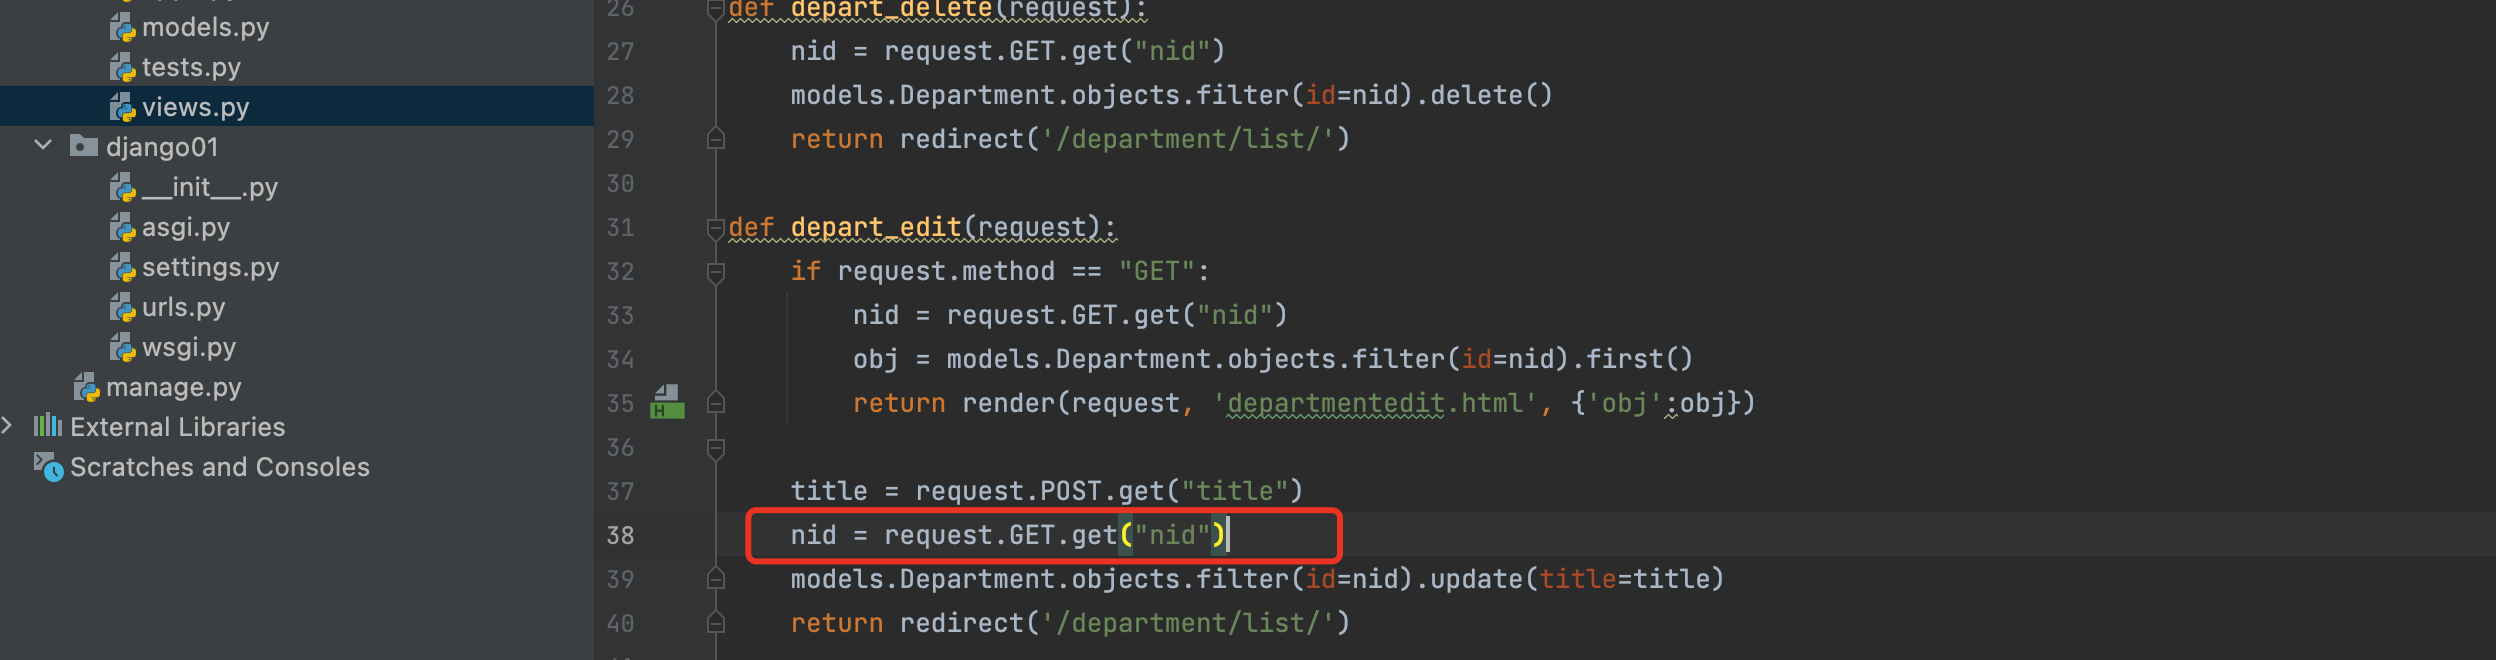 models.py
tests.py
views.py
django01
__init__.py
asgi.py
settings.py
urls.py
wsgi.py
manage.py
External Libraries
Scratches and Consoles
26 def depart_delete(request):
27     nid = request.GET.get("nid")
28     models.Department.objects.filter(id=nid).delete()
29     return redirect('/department/list/')
30
31 def depart_edit(request):
32     if request.method == "GET":
33         nid = request.GET.get("nid")
34         obj = models.Department.objects.filter(id=nid).first()
35         return render(request, 'departmentedit.html', {'obj':obj})
36
37     title = request.POST.get("title")
38     nid = request.GET.get("nid")
39     models.Department.objects.filter(id=nid).update(title=title)
40     return redirect('/department/list/')